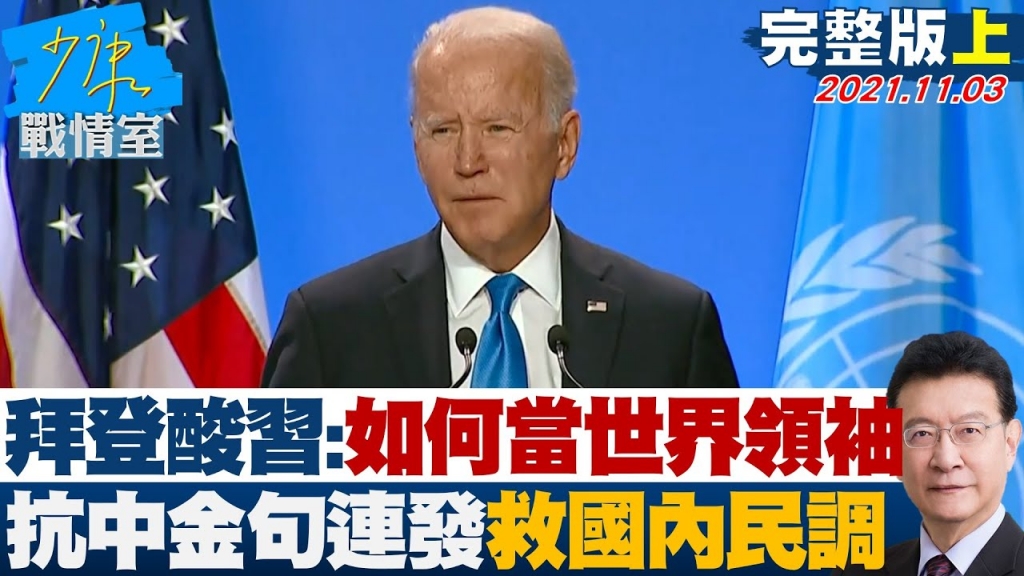 少康
戰情室
完整版上
2021.11.03
拜登酸習:如何當世界領袖
抗中金句連發救國內民調